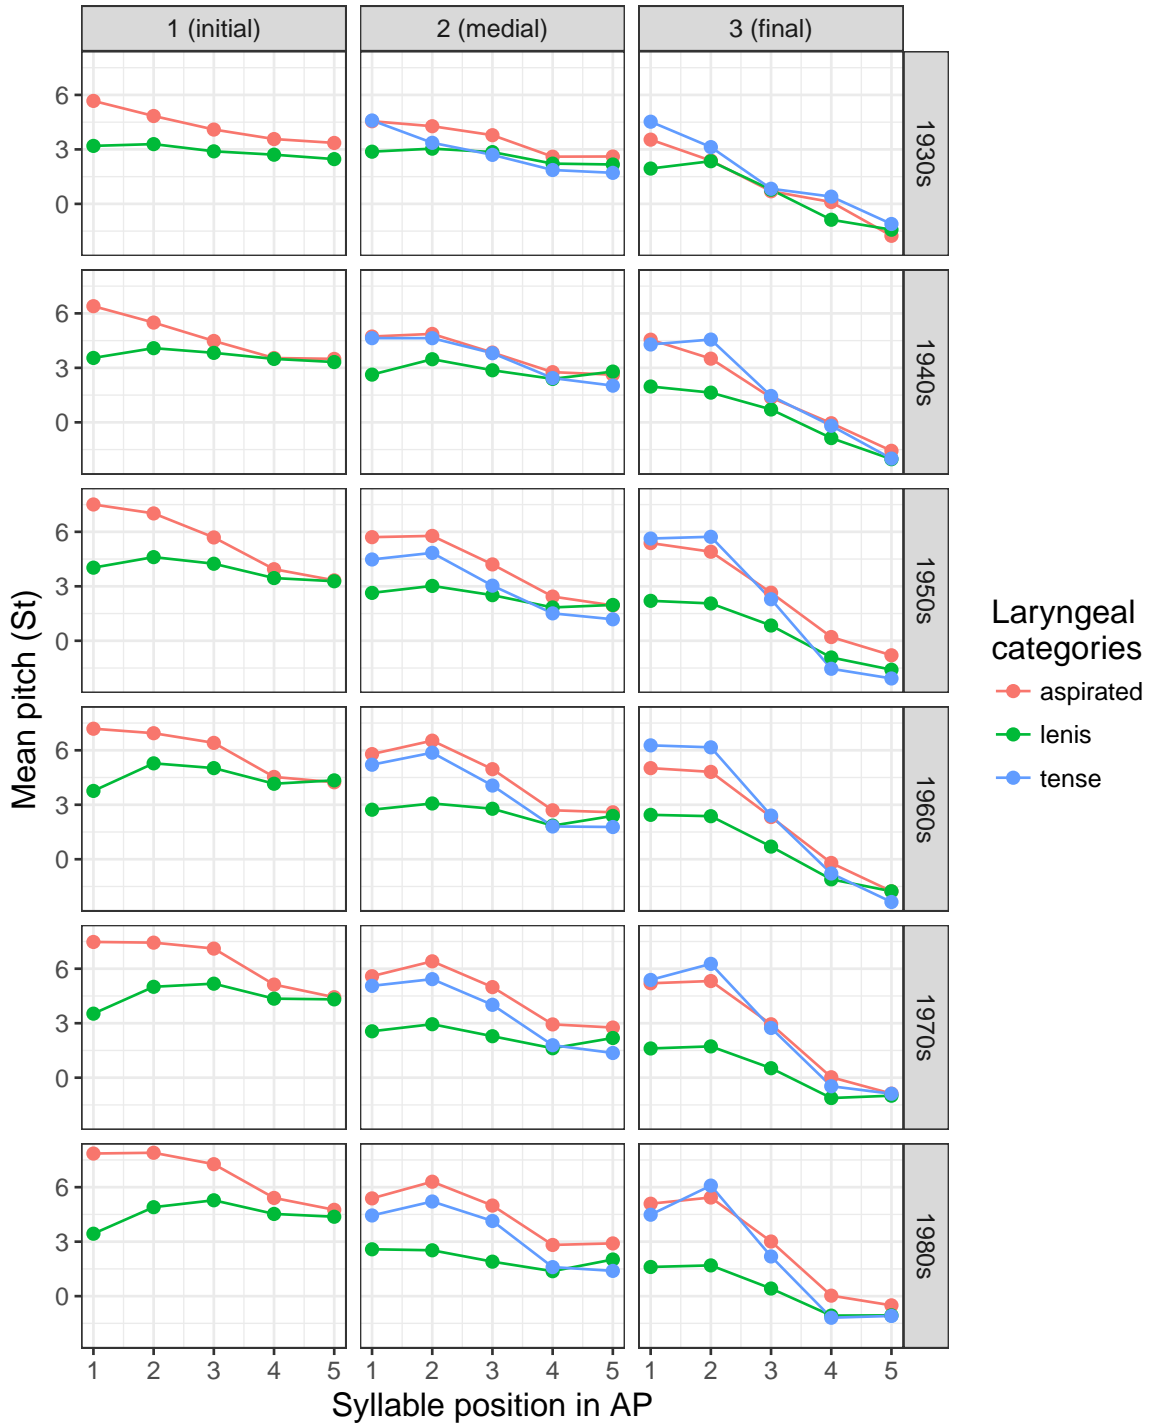 1 (initial) 2 (medial) 3 (final)
6
3
0
1930s
6
3
0
1940s
6
3
0
1950s
6
3
0
1960s
6
3
0
1970s
6
3
0
1980s
1 2 3 4 5 1 2 3 4 5 1 2 3 4 5
Syllable position in AP
Mean pitch (St)
Laryngeal
categories
aspirated
lenis
tense